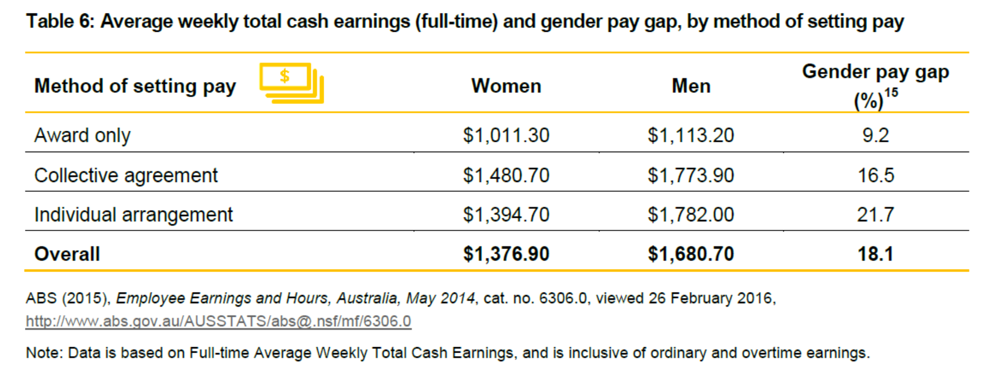 Table 6: Average weekly total cash earnings (full-time) and gender pay gap, by method of setting pay
Method of setting pay $ Women Men Gender pay gap
(%)15
Award only $1,011.30 $1,113.20 9.2
Collective agreement $1,480.70 $1,773.90 16.5
Individual arrangement $1,394.70 $1,782.00 21.7
Overall $1,376.90 $1,680.70 18.1
ABS (2015), Employee Earnings and Hours, Australia, May 2014, cat. no. 6306.0, viewed 26 February 2016,
http://www.abs.gov.au/AUSSTATS/abs@.nsf/mf/6306.0
Note: Data is based on Full-time Average Weekly Total Cash Earnings, and is inclusive of ordinary and overtime earnings.